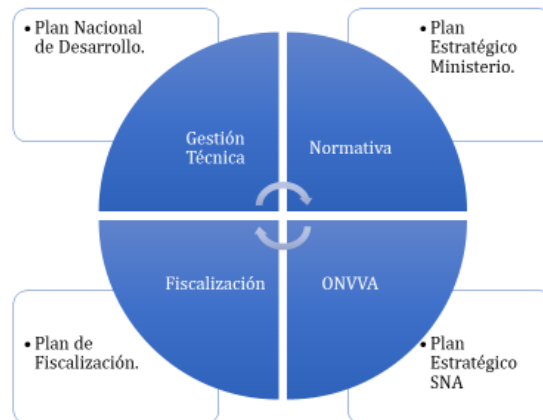 • Plan Nacional
de Desarrollo.
• Plan
Estratégico
Ministerio.
Gestión
Técnica
Normativa
Fiscalización
ONVVA
• Plan de
Fiscalización.
• Plan
Estratégico
SNA